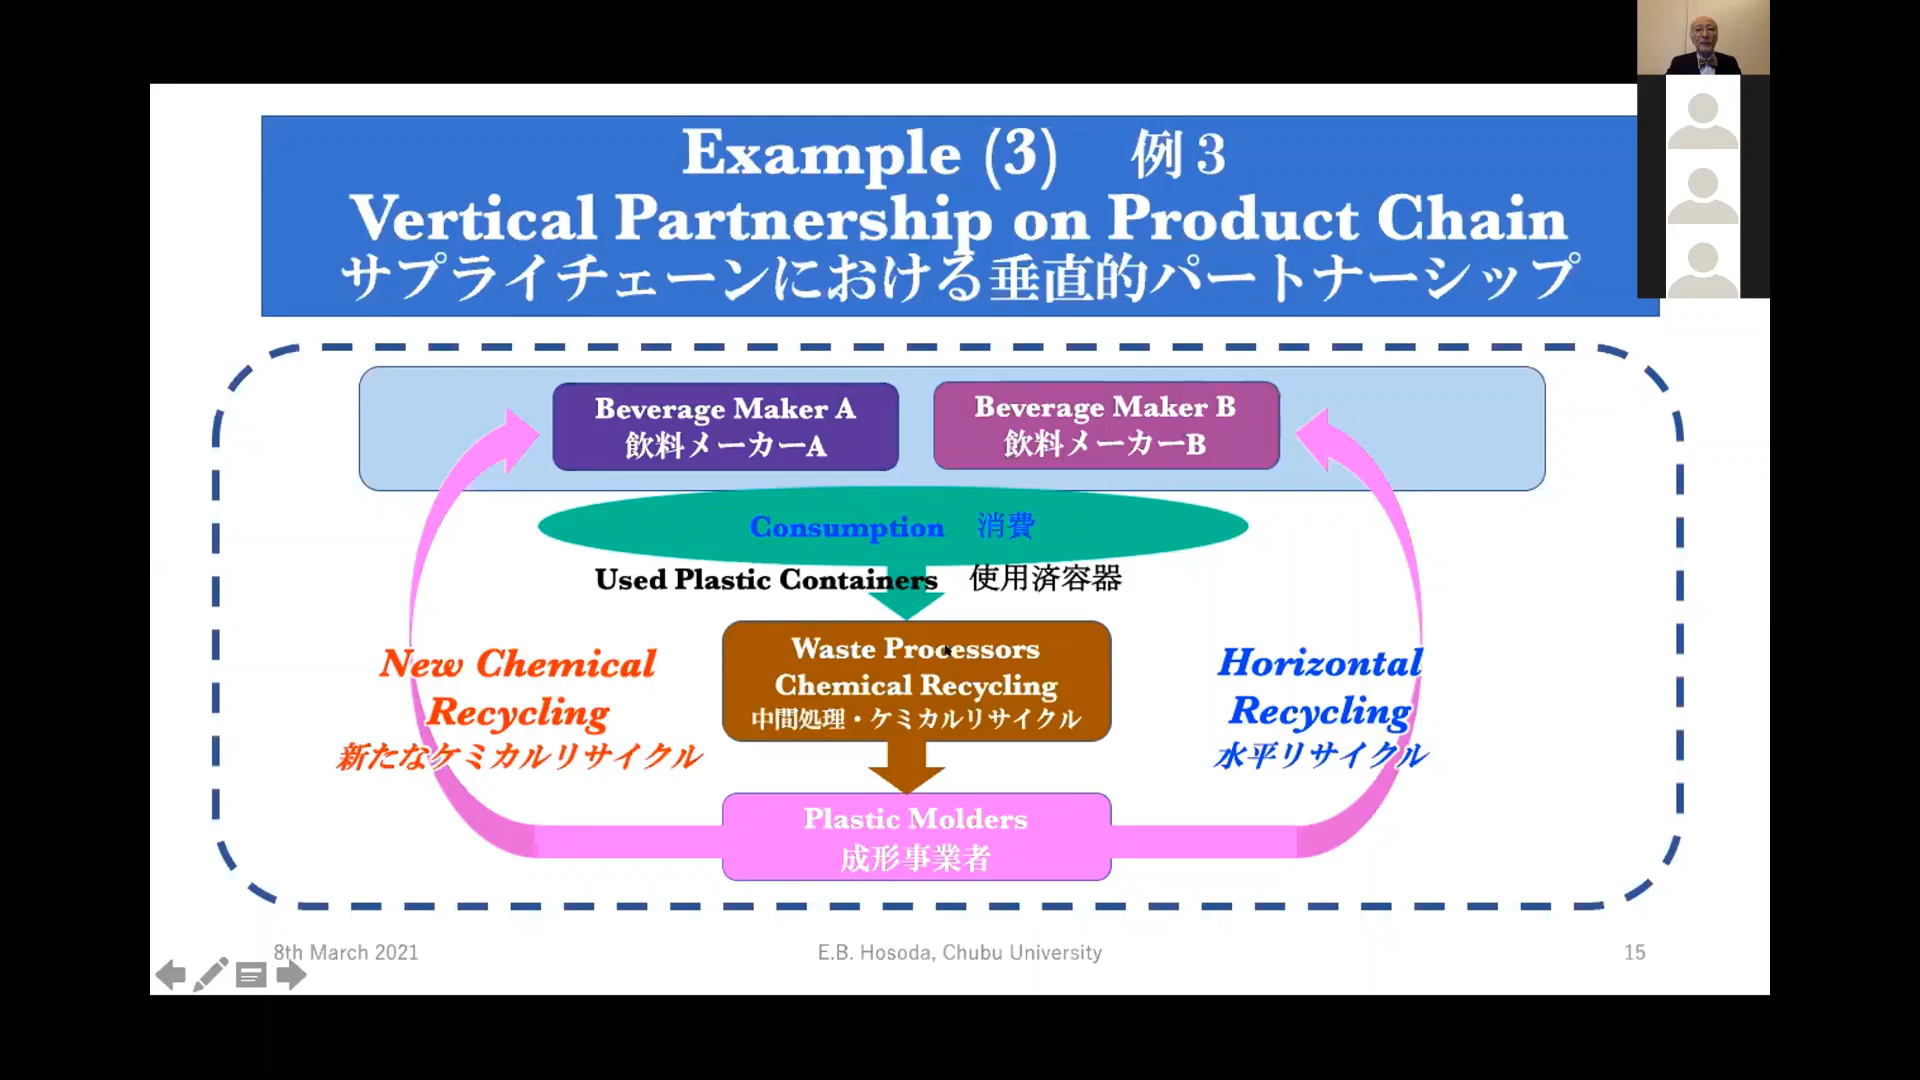 Example (3)　例３
Vertical Partnership on Product Chain
サプライチェーンにおける垂直的パートナーシップ
Beverage Maker A
飲料メーカーA
Beverage Maker B
飲料メーカーB
Consumption　消費
Used Plastic Containers　使用済容器
Waste Processors
Chemical Recycling
中間処理・ケミカルリサイクル
New Chemical
Recycling
新たなケミカルリサイクル
Horizontal
Recycling
水平リサイクル
Plastic Molders
成形事業者
8th March 2021
E.B. Hosoda, Chubu University
15